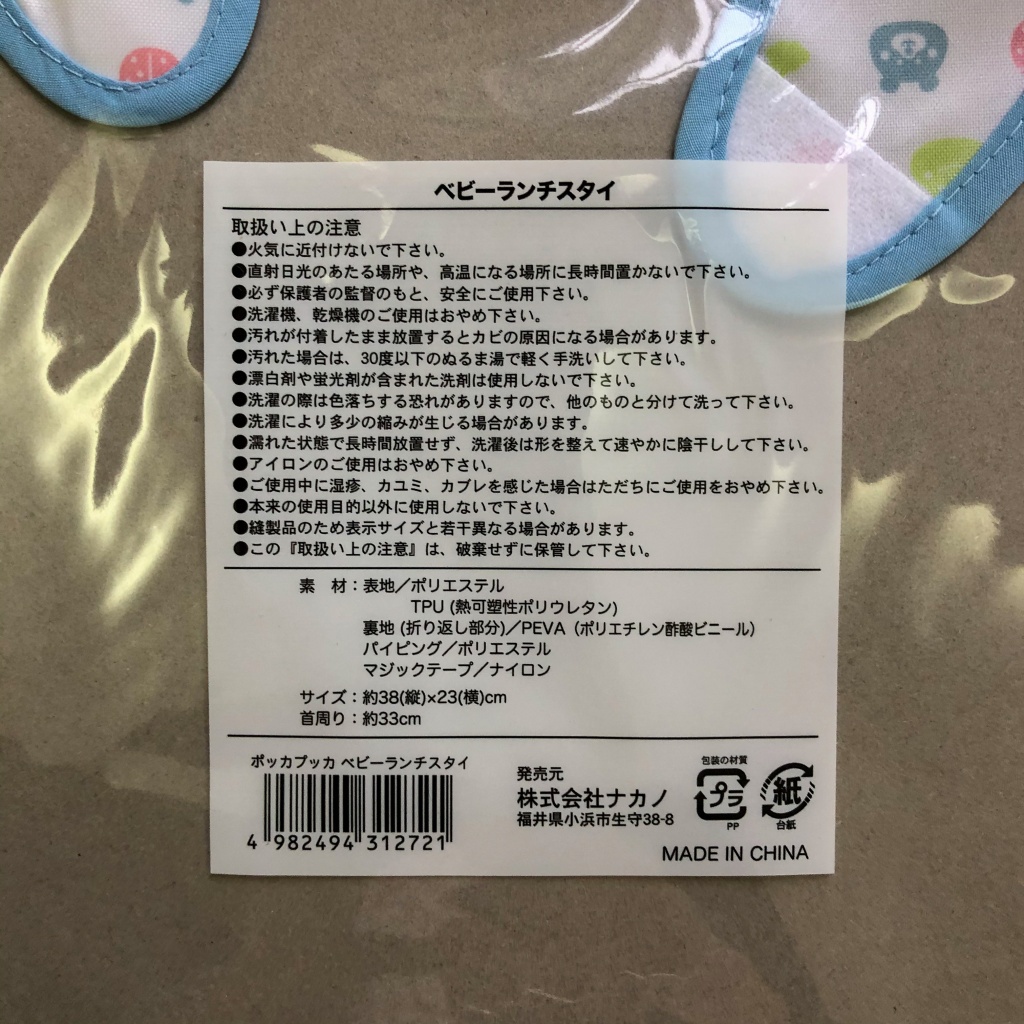 ベビーランチスタイ
取扱い上の注意
●火気に近付けないで下さい。
●直射日光のあたる場所や、高温になる場所に長時間置かないで下さい。
●必ず保護者の監督のもと、安全にご使用下さい。
●洗濯機、乾燥機のご使用はおやめ下さい。
●汚れが付着したまま放置するとカビの原因になる場合があります。
●汚れた場合は、30度以下のぬるま湯で軽く手洗いして下さい。
●漂白剤や蛍光剤が含まれた洗剤は使用しないで下さい。
●洗濯の際は色落ちする恐れがありますので、他のものと分けて洗って下さい。
●洗濯により多少の縮みが生じる場合があります。
●濡れた状態で長時間放置せず、洗濯後は形を整えて速やかに陰干しして下さい。
●アイロンのご使用はおやめ下さい。
●ご使用中に湿疹、カユミ、カブレを感じた場合はただちにご使用をおやめ下さい。
●本来の使用目的以外に使用しないで下さい。
●縫製品のため表示サイズと若干異なる場合があります。
●この『取扱い上の注意』は、破棄せずに保管して下さい。
素　材：表地／ポリエステル
TPU (熱可塑性ポリウレタン)
裏地 (折り返し部分)／PEVA（ポリエチレン酢酸ビニール）
パイピング／ポリエステル
マジックテープ／ナイロン
サイズ：約38(縦)×23(横)cm
首周り：約33cm
ポッカプッカ ベビーランチスタイ
4 982494 312721
発売元
株式会社ナカノ
福井県小浜市生守38-8
包装の材質
プラ
PP
紙
台紙
MADE IN CHINA